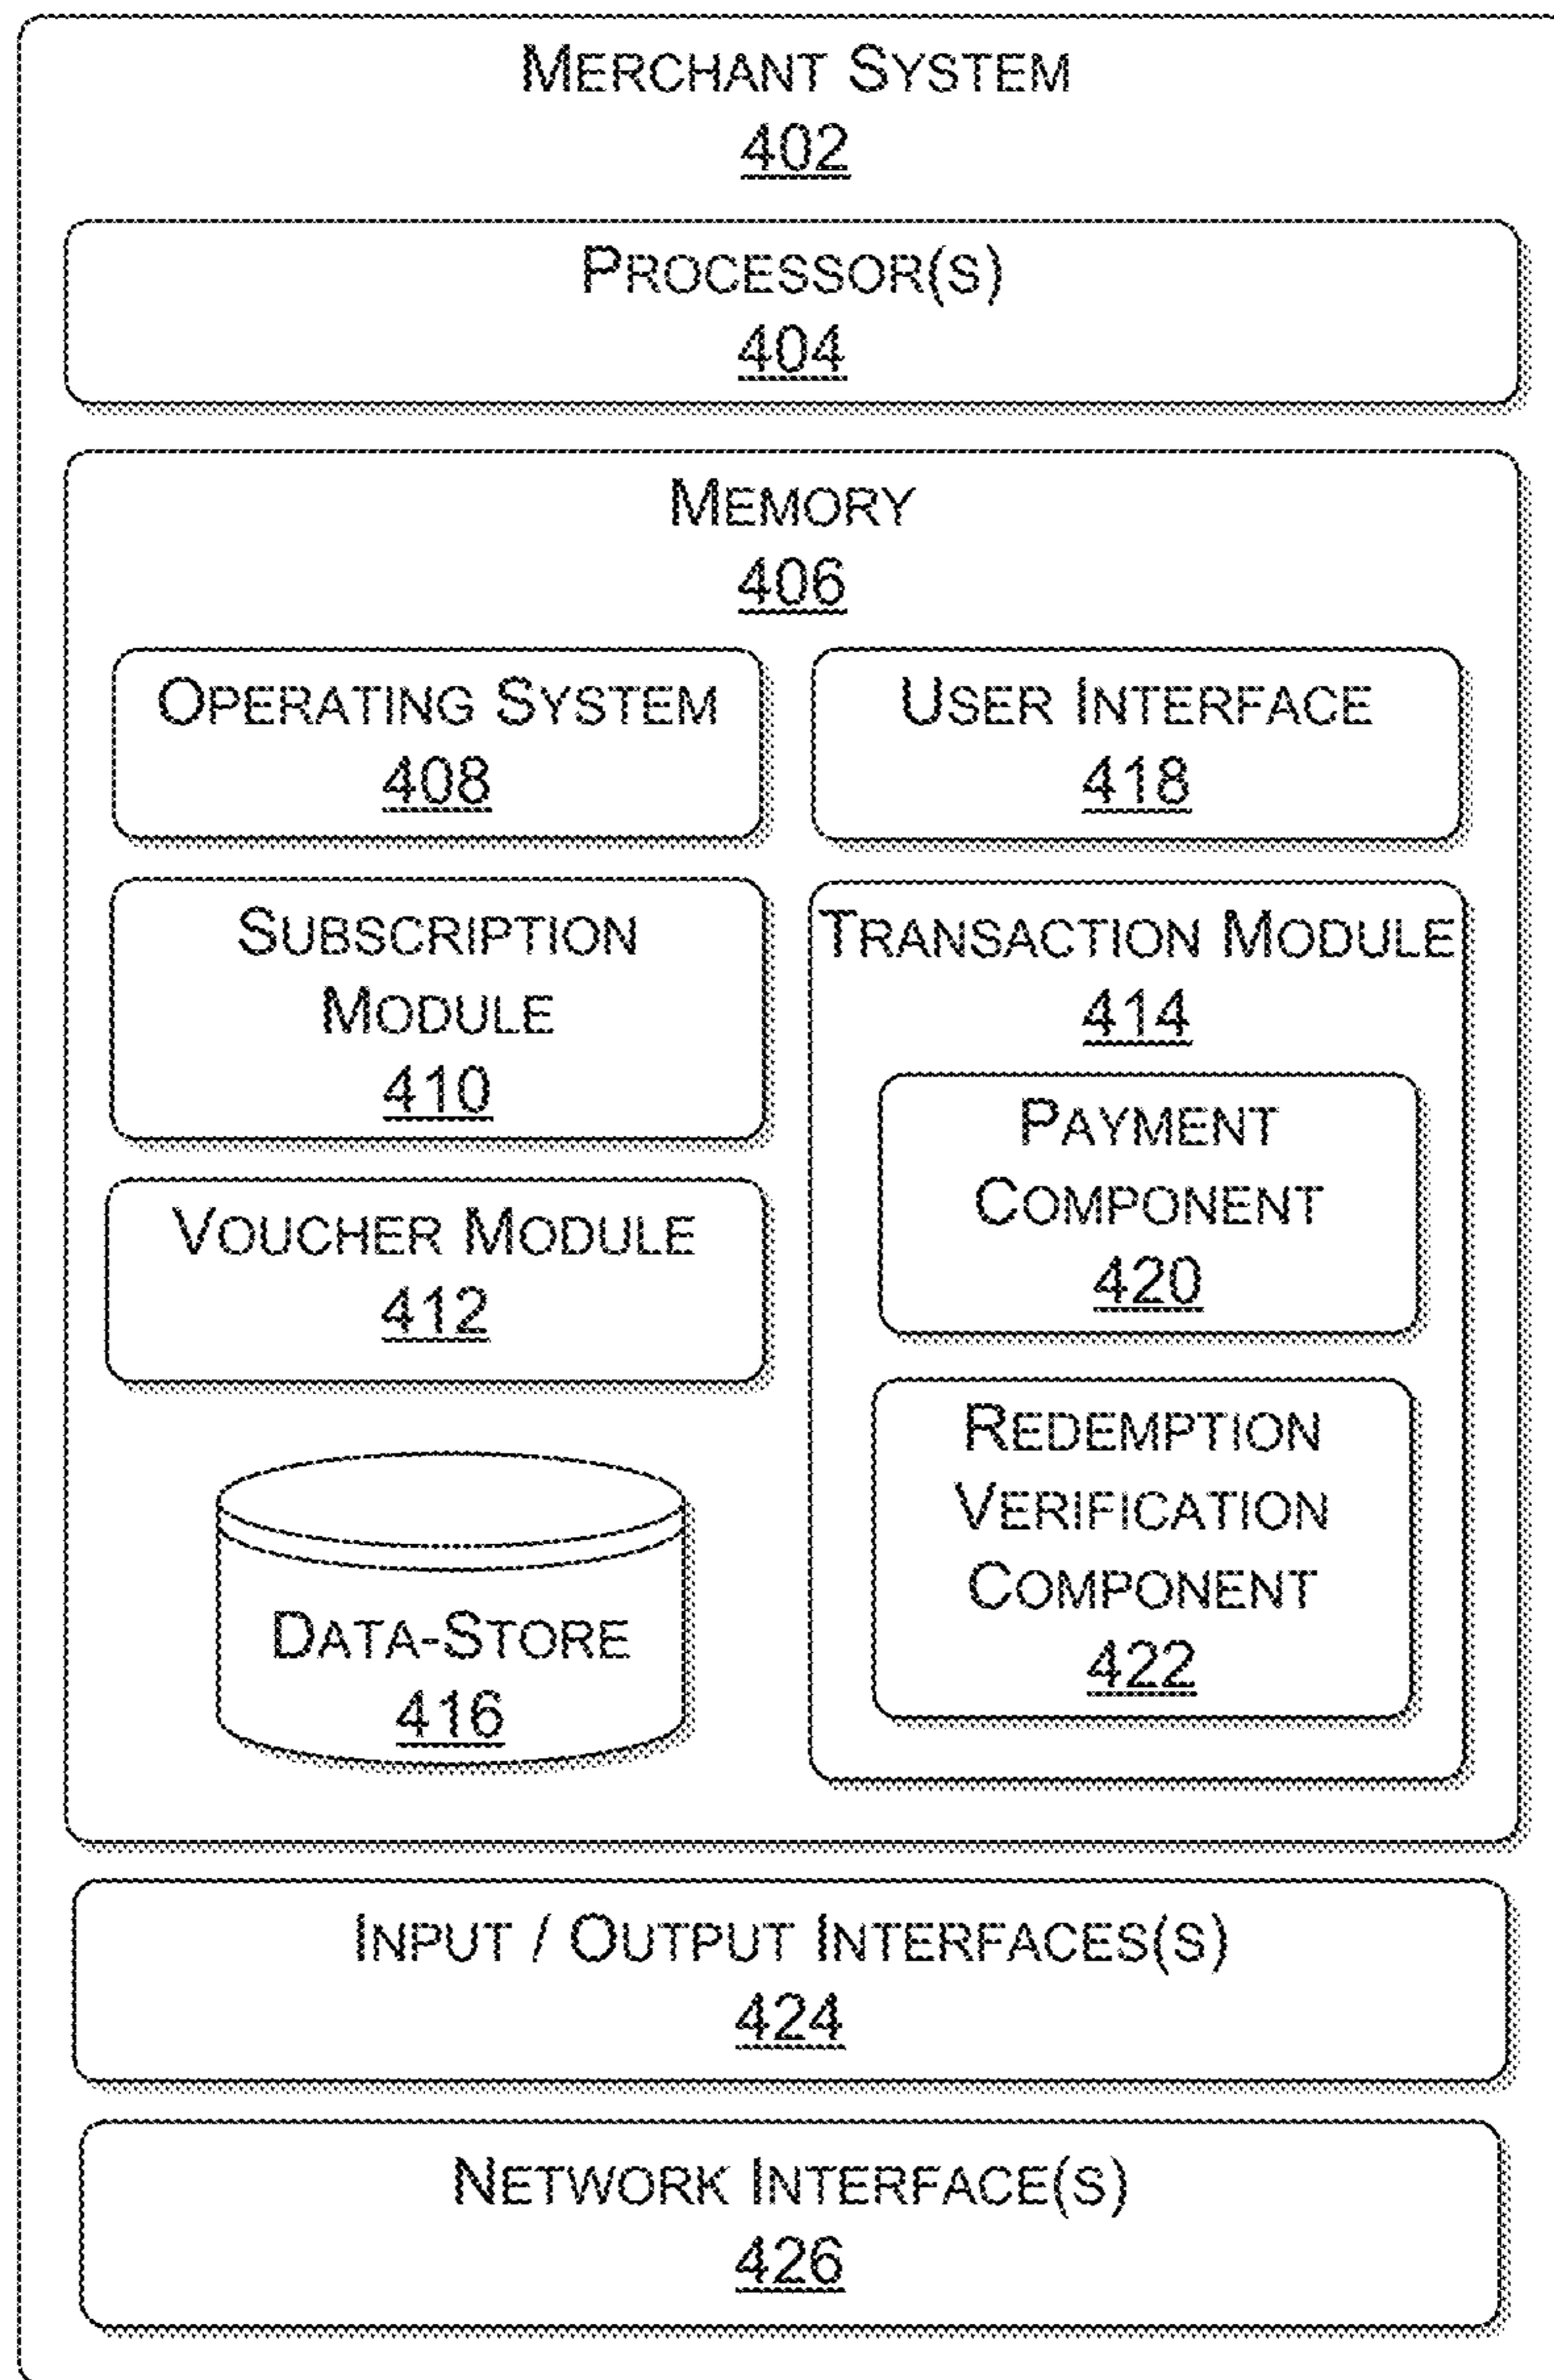 MERCHANT SYSTEM
402
PROCESSOR(S)
404
MEMORY
406
OPERATING SYSTEM
408
SUBSCRIPTION
MODULE
410
VOUCHER MODULE
412
DATA-STORE
416
USER INTERFACE
418
TRANSACTION MODULE
414
PAYMENT
COMPONENT
420
REDEMPTION
VERIFICATION
COMPONENT
422
INPUT / OUTPUT INTERFACES(S)
424
NETWORK INTERFACE(S)
426